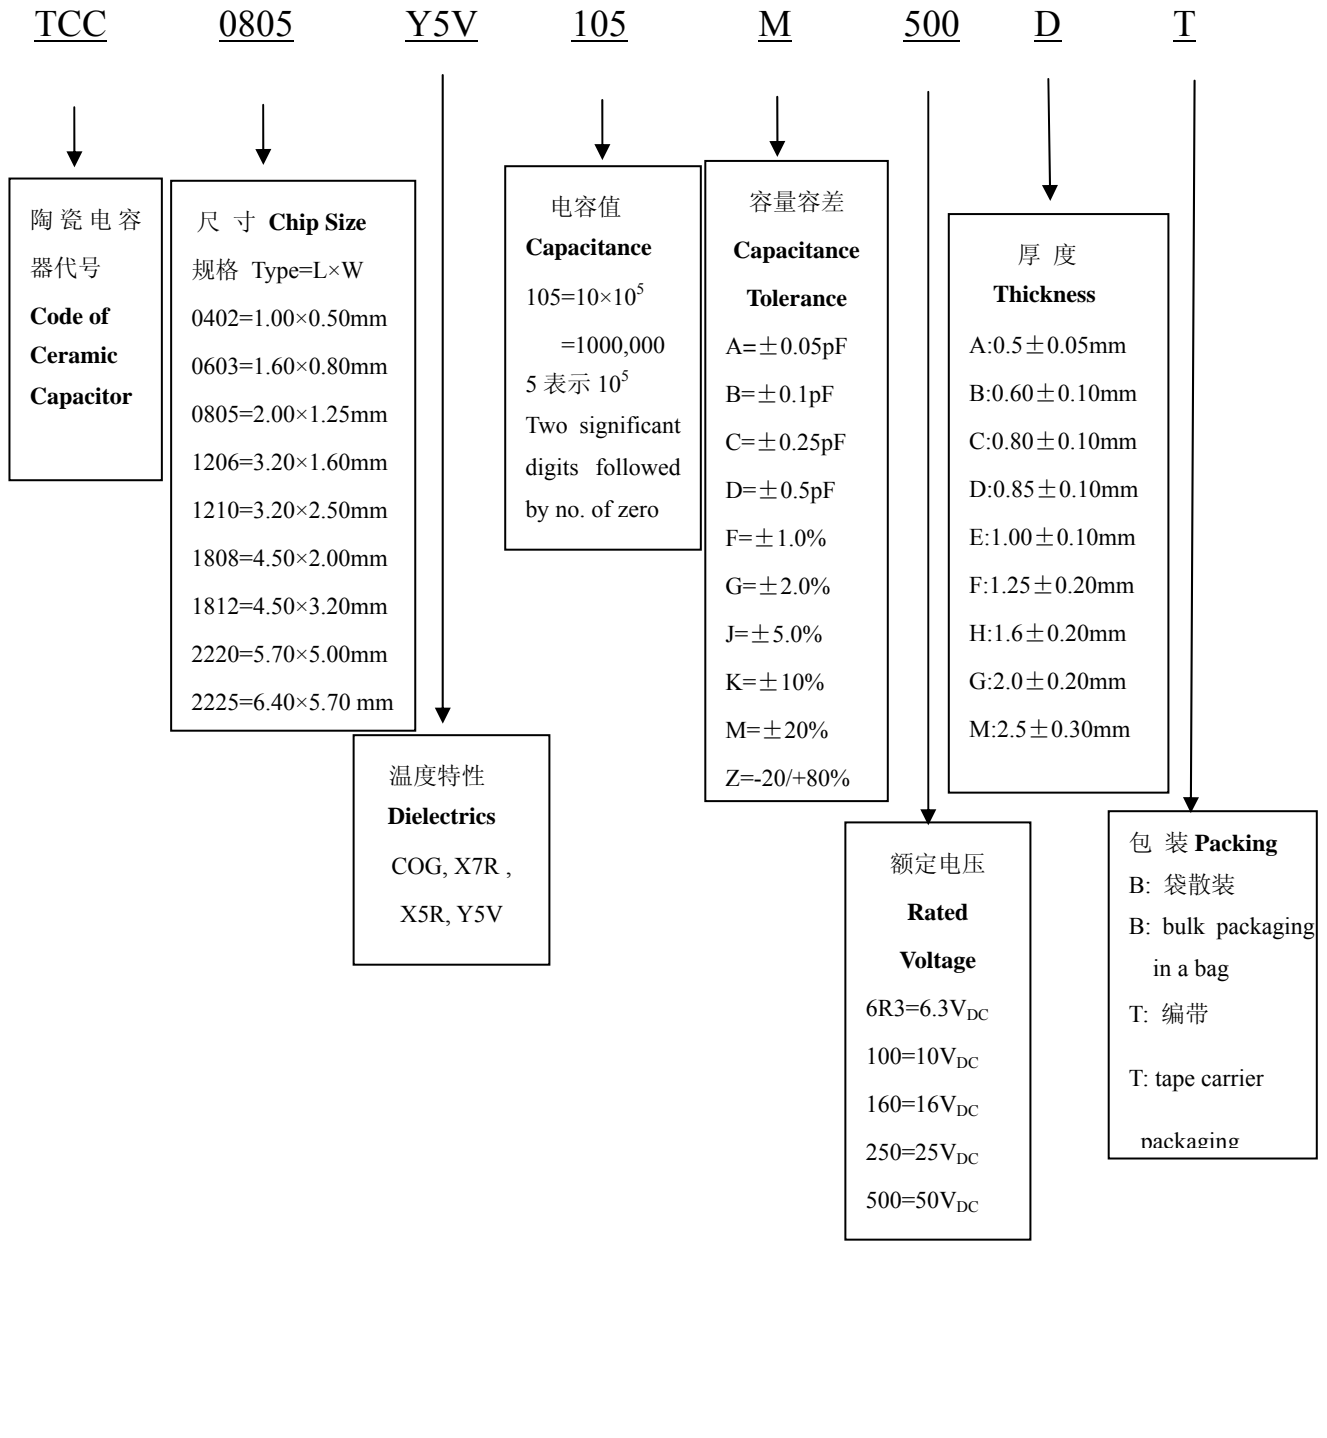 TCC 0805 Y5V 105 M 500 D T
陶瓷电容
器代号
Code of
Ceramic
Capacitor
尺 寸 Chip Size
规格 Type=L×W
0402=1.00×0.50mm
0603=1.60×0.80mm
0805=2.00×1.25mm
1206=3.20×1.60mm
1210=3.20×2.50mm
1808=4.50×2.00mm
1812=4.50×3.20mm
2220=5.70×5.00mm
2225=6.40×5.70 mm
温度特性
Dielectrics
COG, X7R ,
X5R, Y5V
电容值
Capacitance
105=10×10⁵
=1000,000
5 表示 10⁵
Two significant
digits followed
by no. of zero
容量容差
Capacitance
Tolerance
A=±0.05pF
B=±0.1pF
C=±0.25pF
D=±0.5pF
F=±1.0%
G=±2.0%
J=±5.0%
K=±10%
M=±20%
Z=-20/+80%
额定电压
Rated
Voltage
6R3=6.3VDC
100=10VDC
160=16VDC
250=25VDC
500=50VDC
厚 度
Thickness
A:0.5±0.05mm
B:0.60±0.10mm
C:0.80±0.10mm
D:0.85±0.10mm
E:1.00±0.10mm
F:1.25±0.20mm
H:1.6±0.20mm
G:2.0±0.20mm
M:2.5±0.30mm
包 装 Packing
B: 袋散装
B: bulk packaging
in a bag
T: 编带
T: tape carrier
packaging